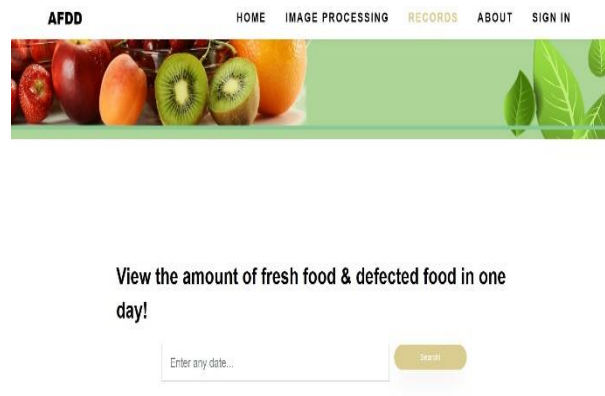 AFDD HOME IMAGE PROCESSING RECORDS ABOUT SIGN IN
View the amount of fresh food & defected food in one
day!
Enter any date... Search!